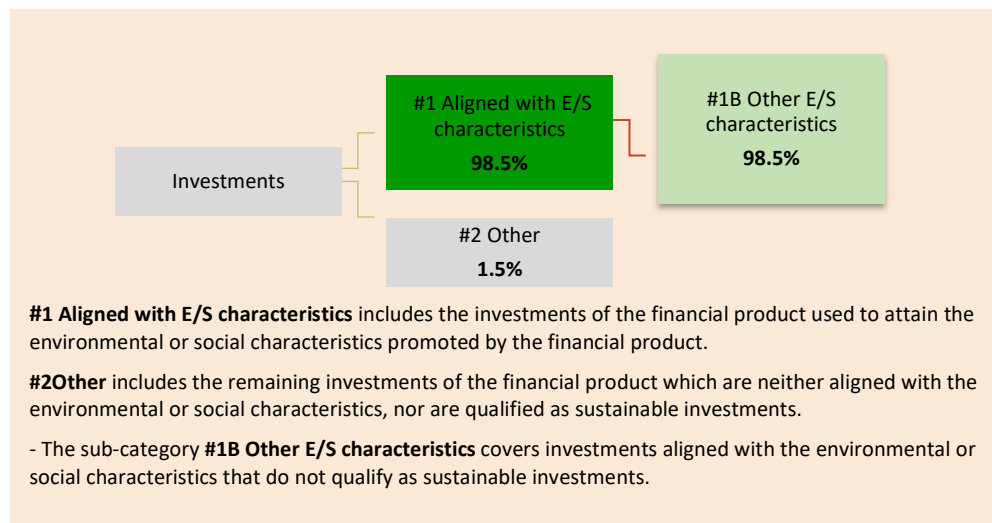 #1 Aligned with E/S
characteristics
98.5%
#1B Other E/S
characteristics
98.5%
Investments
#2 Other
1.5%
#1 Aligned with E/S characteristics includes the investments of the financial product used to attain the
environmental or social characteristics promoted by the financial product.
#2Other includes the remaining investments of the financial product which are neither aligned with the
environmental or social characteristics, nor are qualified as sustainable investments.
- The sub-category #1B Other E/S characteristics covers investments aligned with the environmental or
social characteristics that do not qualify as sustainable investments.